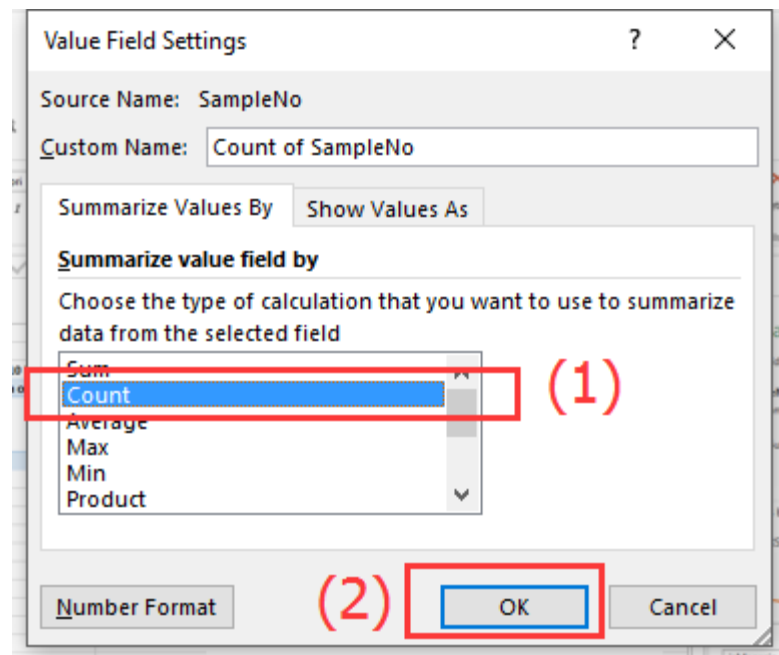 Value Field Settings ? ×
Source Name: SampleNo
Custom Name: Count of SampleNo
Summarize Values By Show Values As
Summarize value field by
Choose the type of calculation that you want to use to summarize
data from the selected field
Sum
Count (1)
Average
Max
Min
Product
Number Format (2) OK Cancel